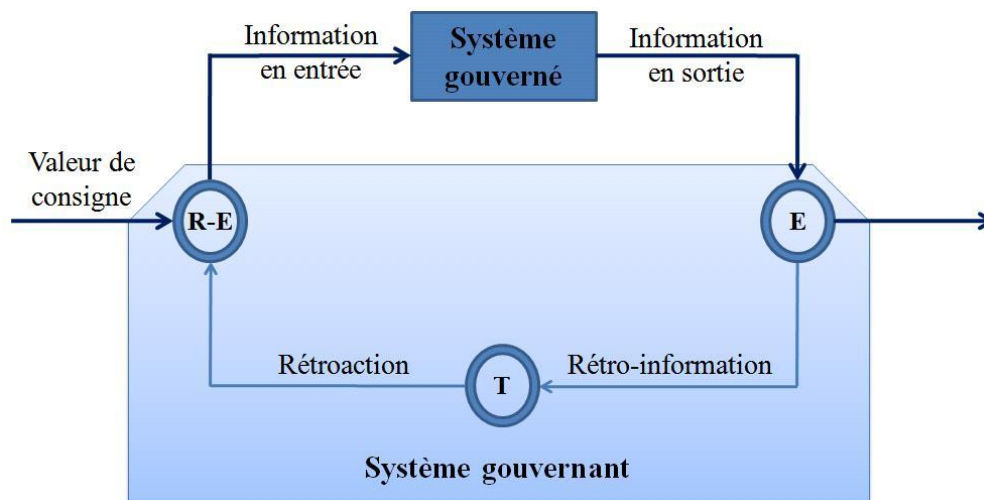 Information
en entrée
Système
gouverné
Information
en sortie
Valeur de
consigne
R-E
E
Rétroaction
T
Rétro-information
Système gouvernant